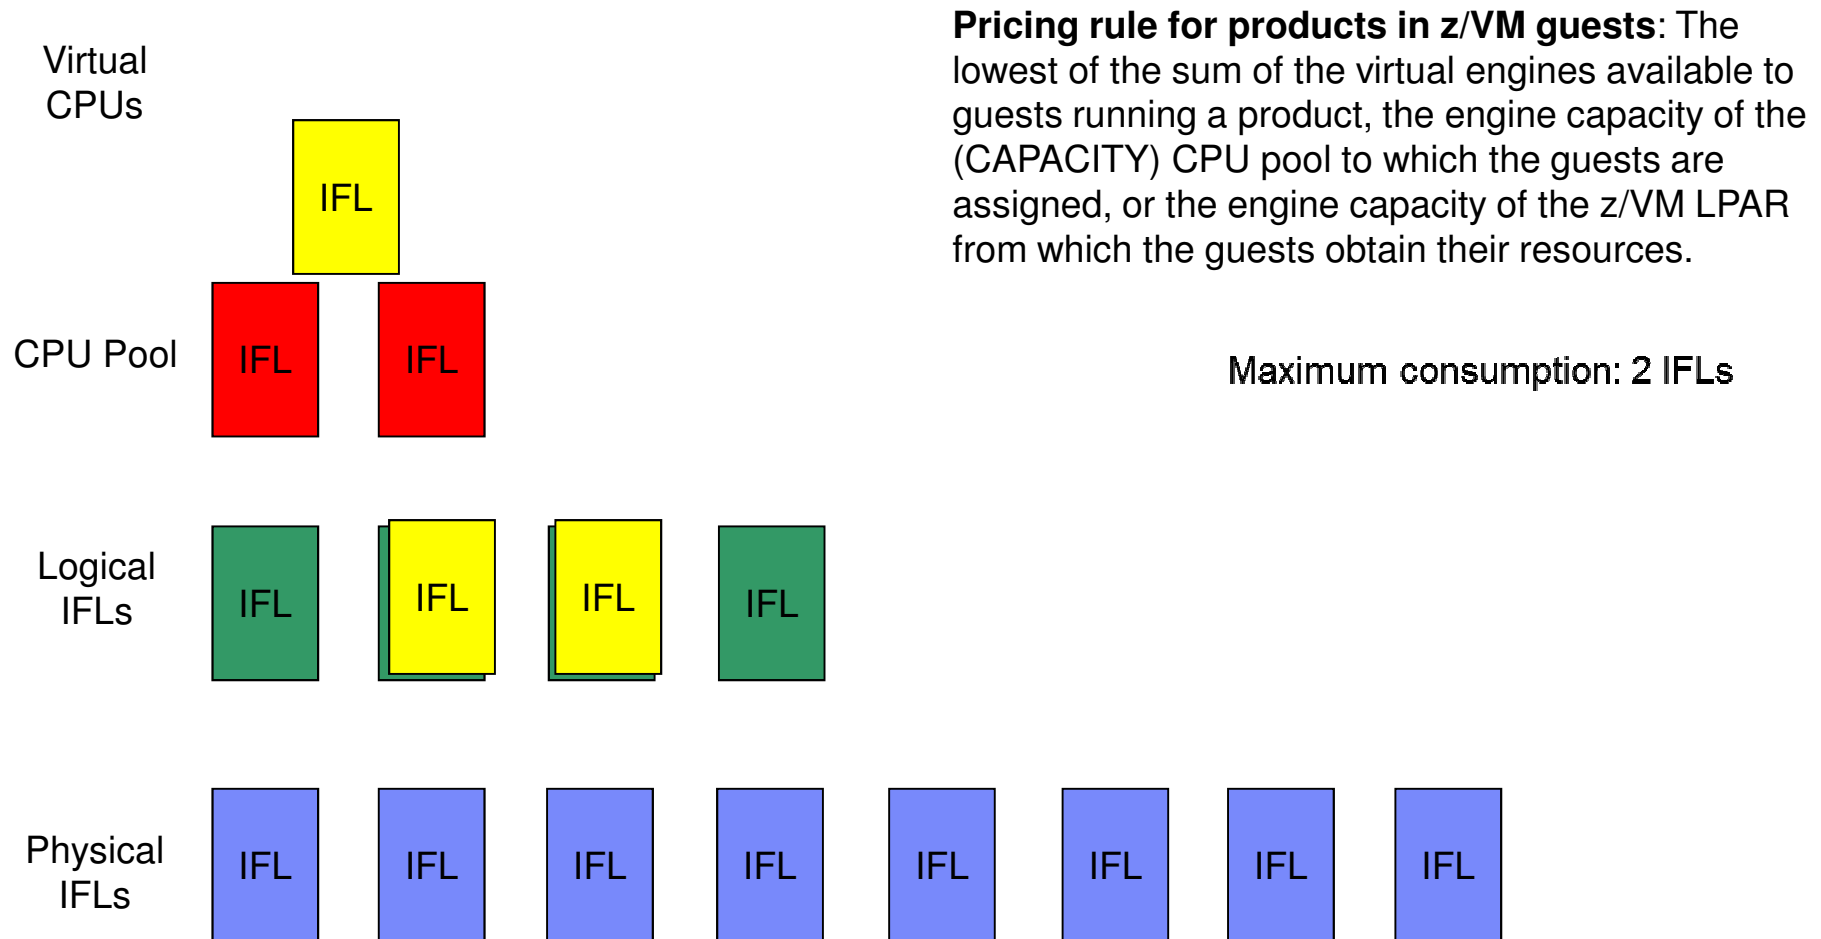 Pricing rule for products in z/VM guests: The
lowest of the sum of the virtual engines available to
guests running a product, the engine capacity of the
(CAPACITY) CPU pool to which the guests are
assigned, or the engine capacity of the z/VM LPAR
from which the guests obtain their resources.
Virtual
CPUs
IFL
CPU Pool
IFL
IFL
Maximum consumption: 2 IFLs
Logical
IFLs
IFL
IFL
IFL
IFL
Physical
IFLs
IFL
IFL
IFL
IFL
IFL
IFL
IFL
IFL